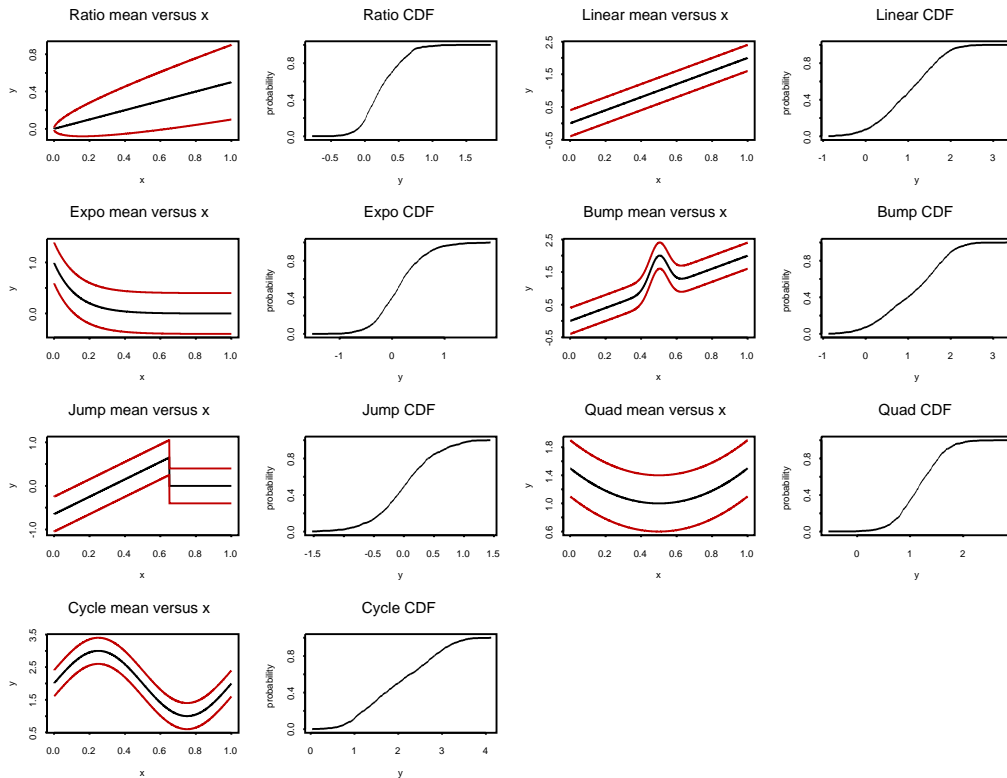 Ratio mean versus x
0.0 0.4 0.8
y
0.0 0.2 0.4 0.6 0.8 1.0
x
Ratio CDF
0.0 0.4 0.8
probability
-0.5 0.0 0.5 1.0 1.5
y
Linear mean versus x
-0.5 0.5 1.5 2.5
y
0.0 0.2 0.4 0.6 0.8 1.0
x
Linear CDF
0.0 0.4 0.8
probability
-1 0 1 2 3
y
Expo mean versus x
0.0 1.0
y
0.0 0.2 0.4 0.6 0.8 1.0
x
Expo CDF
0.0 0.4 0.8
probability
-1 0 1
y
Bump mean versus x
-0.5 0.5 1.5 2.5
y
0.0 0.2 0.4 0.6 0.8 1.0
x
Bump CDF
0.0 0.4 0.8
probability
-1 0 1 2 3
y
Jump mean versus x
-1.0 0.0 1.0
y
0.0 0.2 0.4 0.6 0.8 1.0
x
Jump CDF
0.0 0.4 0.8
probability
-1.5 -0.5 0.0 0.5 1.0 1.5
y
Quad mean versus x
0.6 1.0 1.4 1.8
y
0.0 0.2 0.4 0.6 0.8 1.0
x
Quad CDF
0.0 0.4 0.8
probability
0 1 2
y
Cycle mean versus x
0.5 1.5 2.5 3.5
y
0.0 0.2 0.4 0.6 0.8 1.0
x
Cycle CDF
0.0 0.4 0.8
probability
0 1 2 3 4
y